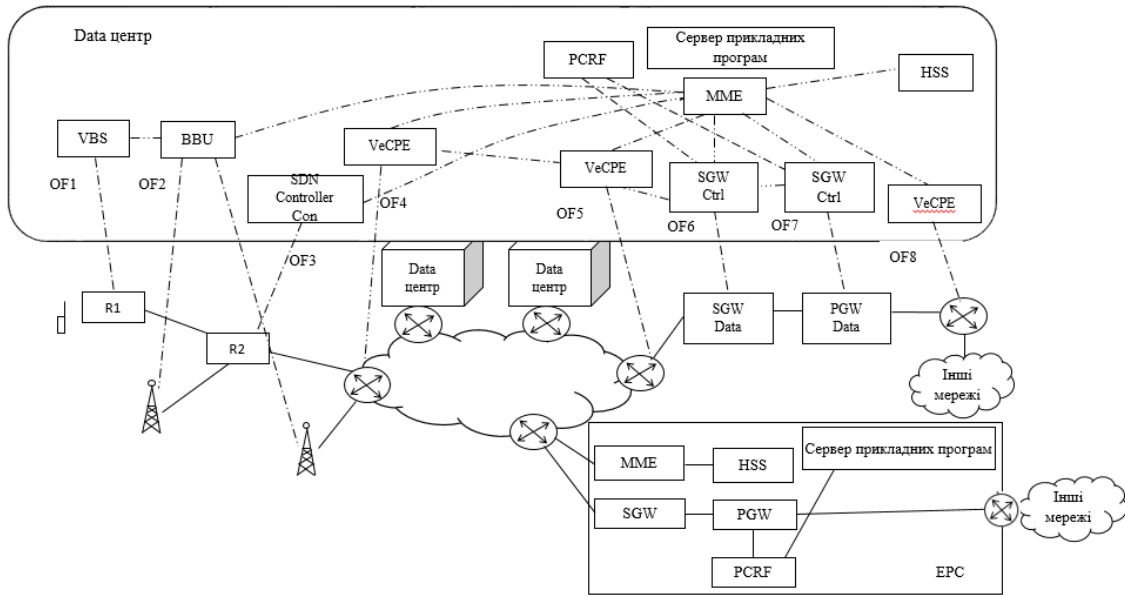 Data центр
Сервер прикладних
програм
PCRF
HSS
MME
VBS
BBU
VeCPE
VeCPE
SGW
Ctrl
SGW
Ctrl
OF1
OF2
SDN
Controller
Con
OF4
OF5
OF6
OF7
VeCPE
OF3
OF8
Data
центр
Data
центр
R1
SGW
Data
PGW
Data
R2
Інші
мережі
MME
HSS
Сервер прикладних програм
SGW
PGW
Інші
мережі
PCRF
EPC